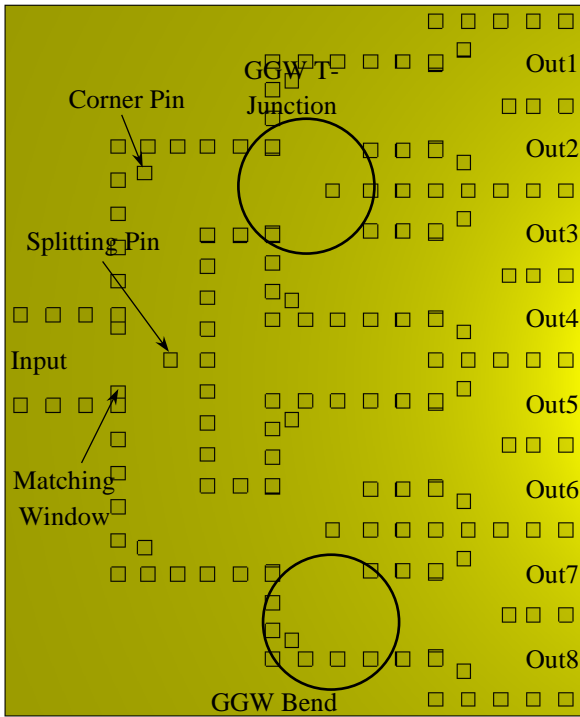 GGW T-
Junction
Out1
Corner Pin
Out2
Splitting Pin
Out3
Out4
Input
Out5
Matching
Window
Out6
Out7
Out8
GGW Bend